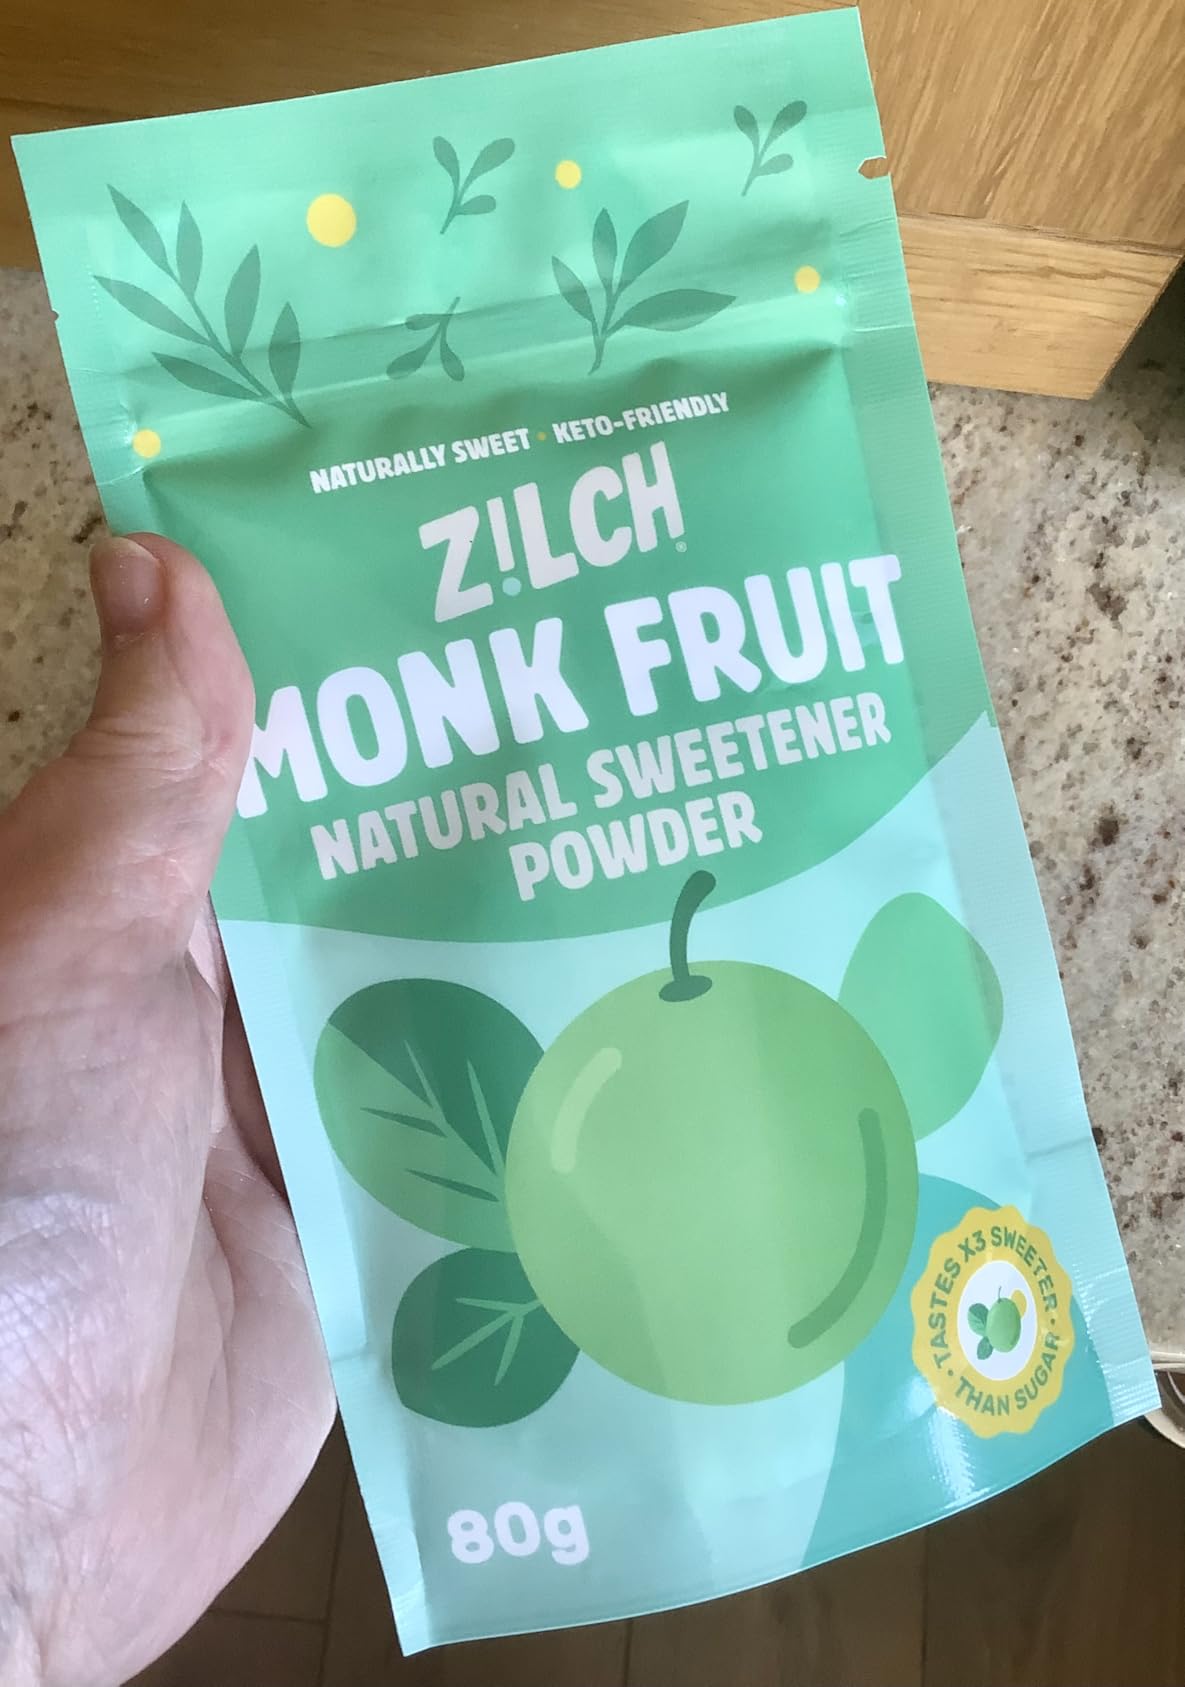 NATURALLY SWEET • KETO-FRIENDLY
Z!LCH®
MONK FRUIT
NATURAL SWEETENER
POWDER
TASTES X3 SWEETER •
THAN SUGAR •
80g